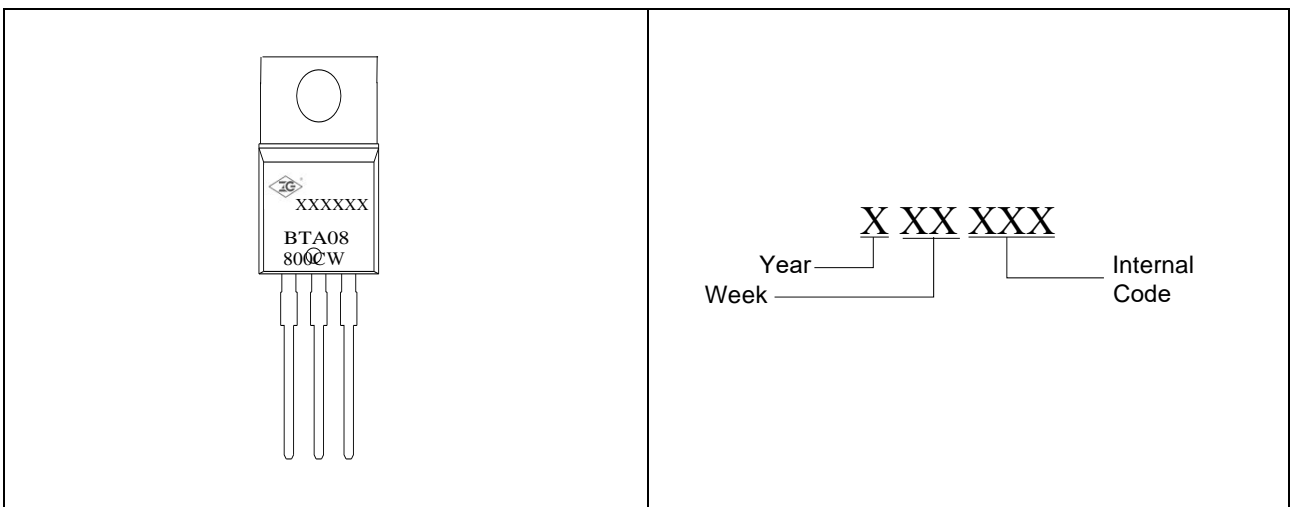 XXXXXX
BTA08
800CW
X XX XXX
Year
Week
Internal
Code